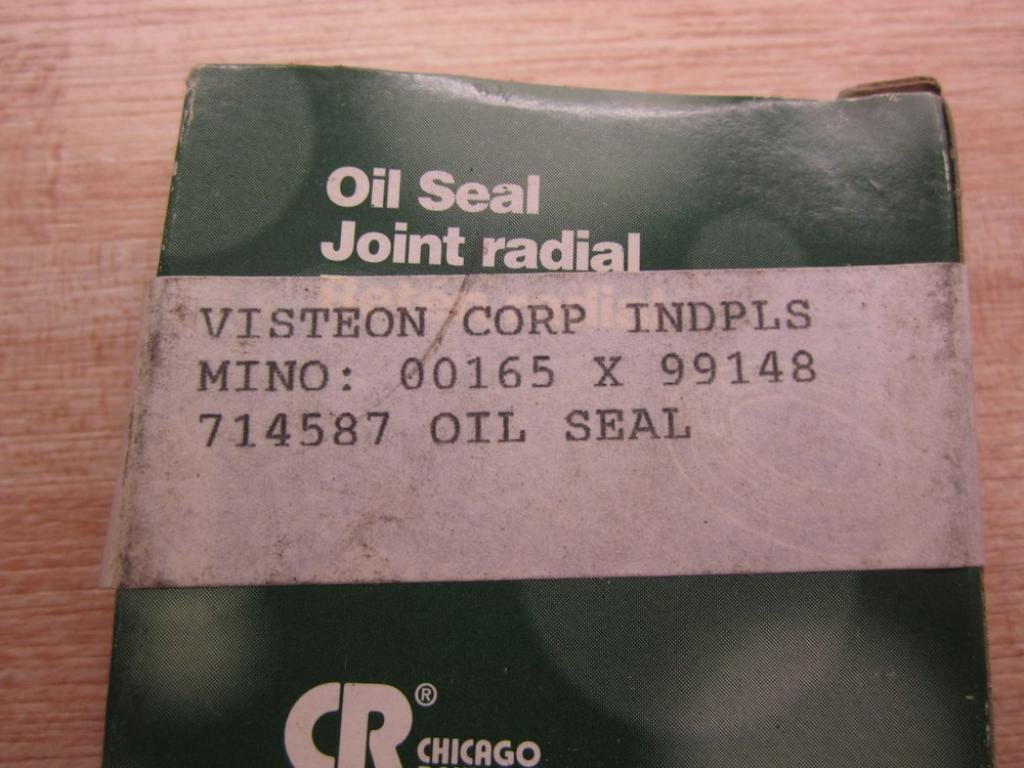 Oil Seal
Joint radial
VISTEON CORP INDPLS
MINO: 00165 X 99148
714587 OIL SEAL
CR®
CHICAGO